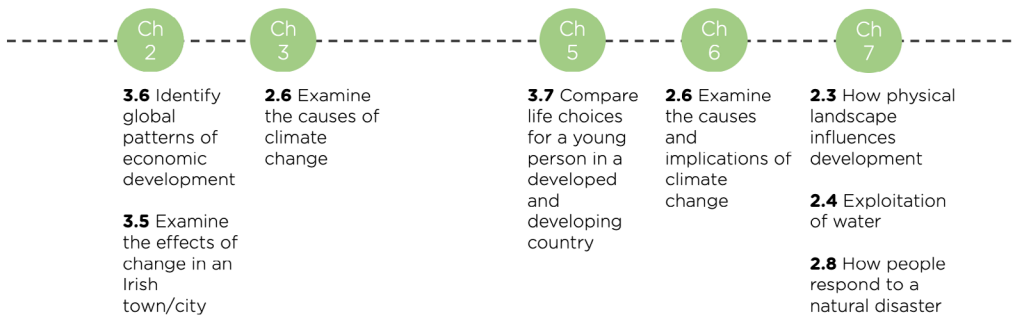 Ch
2
Ch
3
Ch
5
Ch
6
Ch
7
3.6 Identify
global
patterns of
economic
development
3.5 Examine
the effects of
change in an
Irish
town/city
2.6 Examine
the causes of
climate
change
3.7 Compare
life choices
for a young
person in a
developed
and
developing
country
2.6 Examine
the causes
and
implications of
climate
change
2.3 How physical
landscape
influences
development
2.4 Exploitation
of water
2.8 How people
respond to a
natural disaster